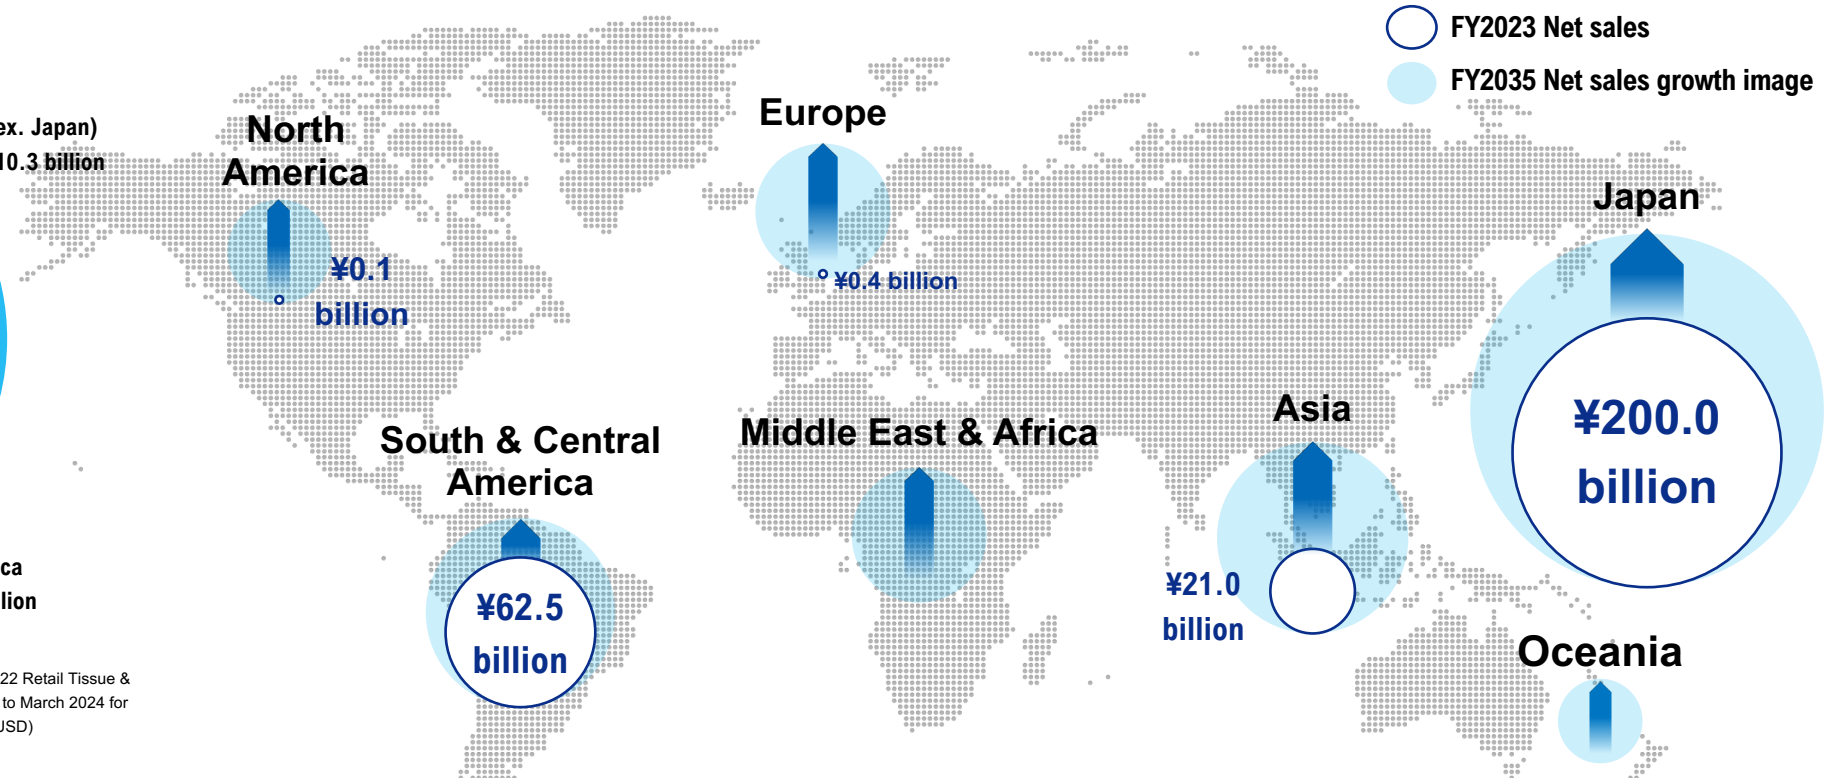 FY2023 Net sales
FY2035 Net sales growth image
ex. Japan)
10.3 billion
North
America
¥0.1
billion
Europe
¥0.4 billion
Japan
¥200.0
billion
South & Central
America
¥62.5
billion
Middle East & Africa
Asia
¥21.0
billion
Oceania
ca
lion
22 Retail Tissue &
to March 2024 for
USD)